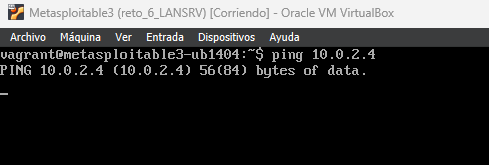 Metasploitable3 (reto_6_LANSRV) [Corriendo] - Oracle VM VirtualBox
Archivo Máquina Ver Entrada Dispositivos Ayuda
vagrant@metasploitable3-ub1404:~$ ping 10.0.2.4
PING 10.0.2.4 (10.0.2.4) 56(84) bytes of data.